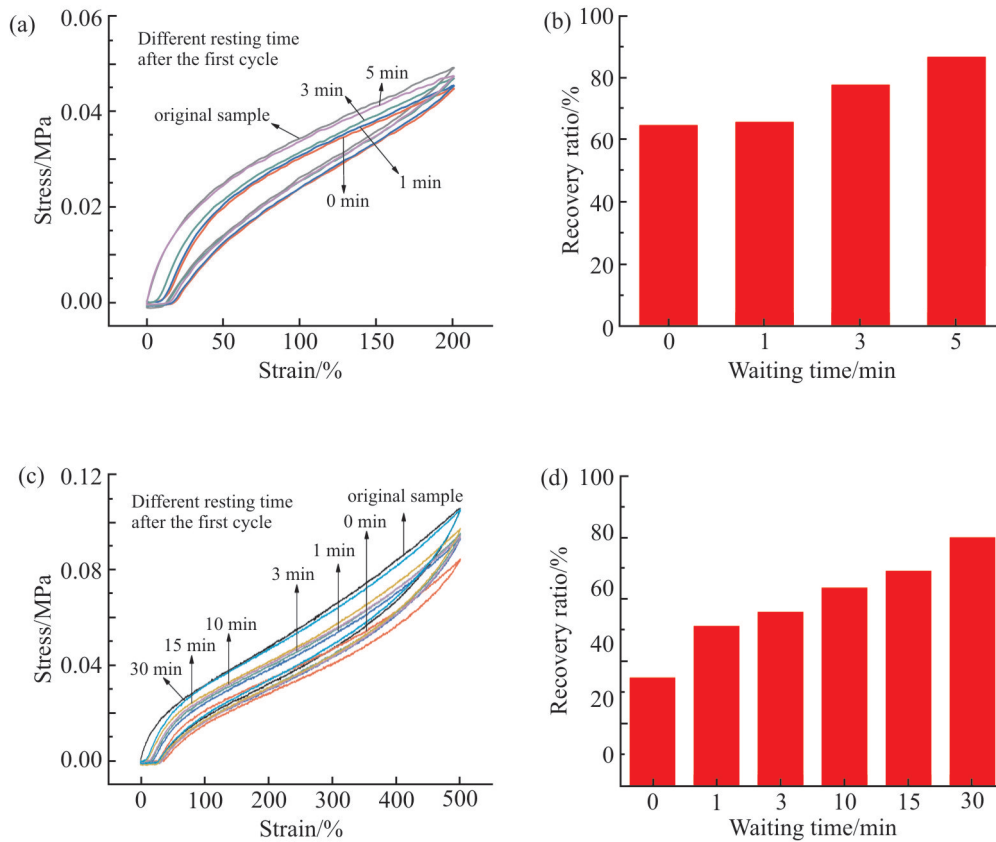 (a)
0.06
0.04
0.02
0.00
Stress/MPa
Different resting time
after the first cycle
5 min
3 min
original sample
1 min
0 min
0 50 100 150 200
Strain/%
(b)
100
80
60
40
20
0
Recovery ratio/%
0 1 3 5
Waiting time/min
(c)
0.12
0.08
0.04
0.00
Stress/MPa
Different resting time
after the first cycle
original sample
0 min
1 min
3 min
10 min
15 min
30 min
0 100 200 300 400 500
Strain/%
(d)
100
80
60
40
20
0
Recovery ratio/%
0 1 3 10 15 30
Waiting time/min